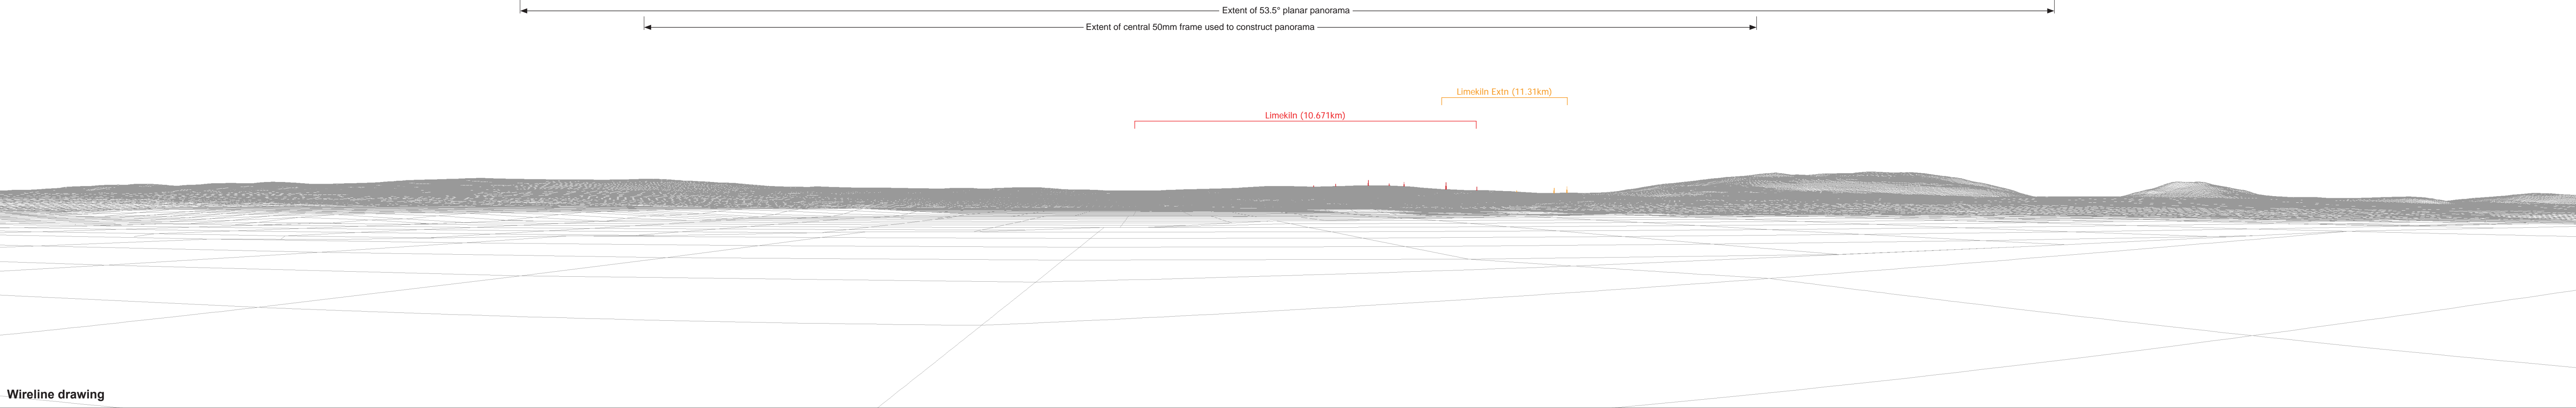 Extent of 53.5° planar panorama
Extent of central 50mm frame used to construct panorama
Limekiln Extn (11.31km)
Limekiln (10.671km)
Wireline drawing